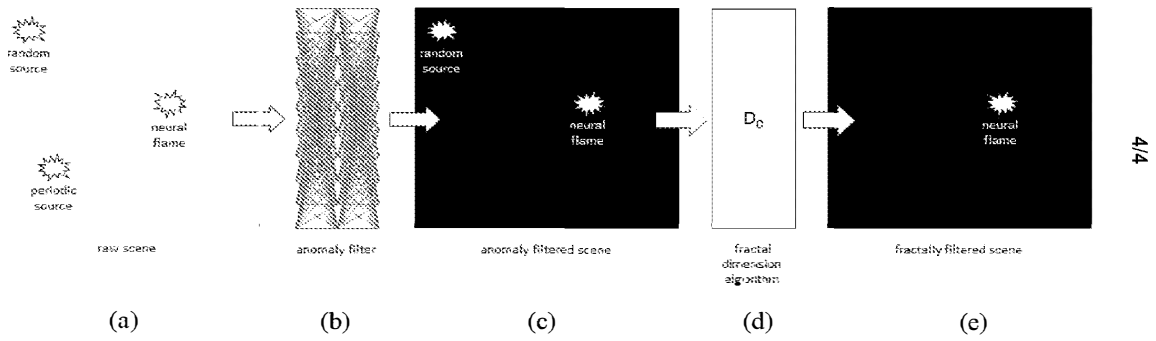 random
source
neural
flame
periodic
source
raw scene
anomaly filter
random
source
neural
flame
anomaly filtered scene
D0
fractal
dimension
algorithm
neural
flame
fractally filtered scene
(a)
(b)
(c)
(d)
(e)
4/4